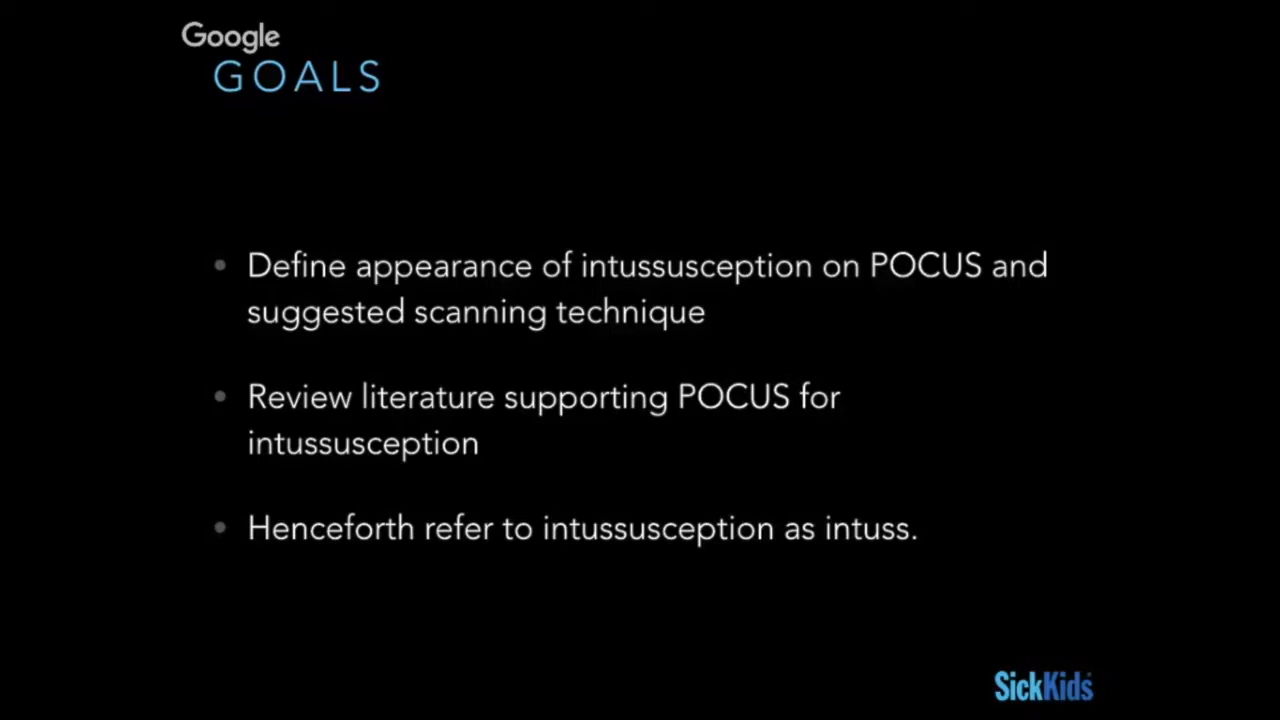 Google
GOALS
• Define appearance of intussusception on POCUS and
suggested scanning technique
• Review literature supporting POCUS for
intussusception
• Henceforth refer to intussusception as intuss.
SickKids